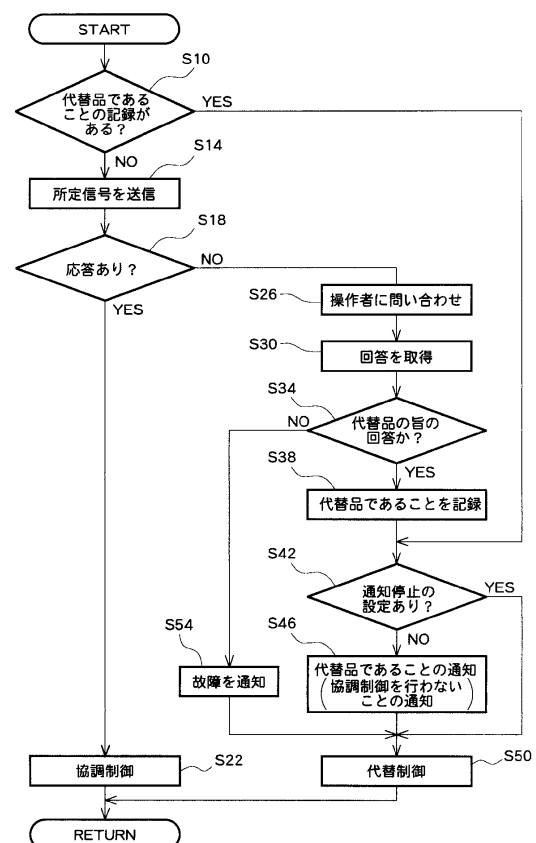 START
S10
代替品である
ことの記録が
ある？
YES
NO
S14
所定信号を送信
S18
応答あり？
NO
YES
S26
操作者に問い合わせ
S30
回答を取得
S34
代替品の旨の
回答か？
NO
YES
S38
代替品であることを記録
S42
通知停止の
設定あり？
YES
NO
S46
代替品であることの通知
(協調制御を行わない
ことの通知)
S54
故障を通知
協調制御
S22
代替制御
S50
RETURN